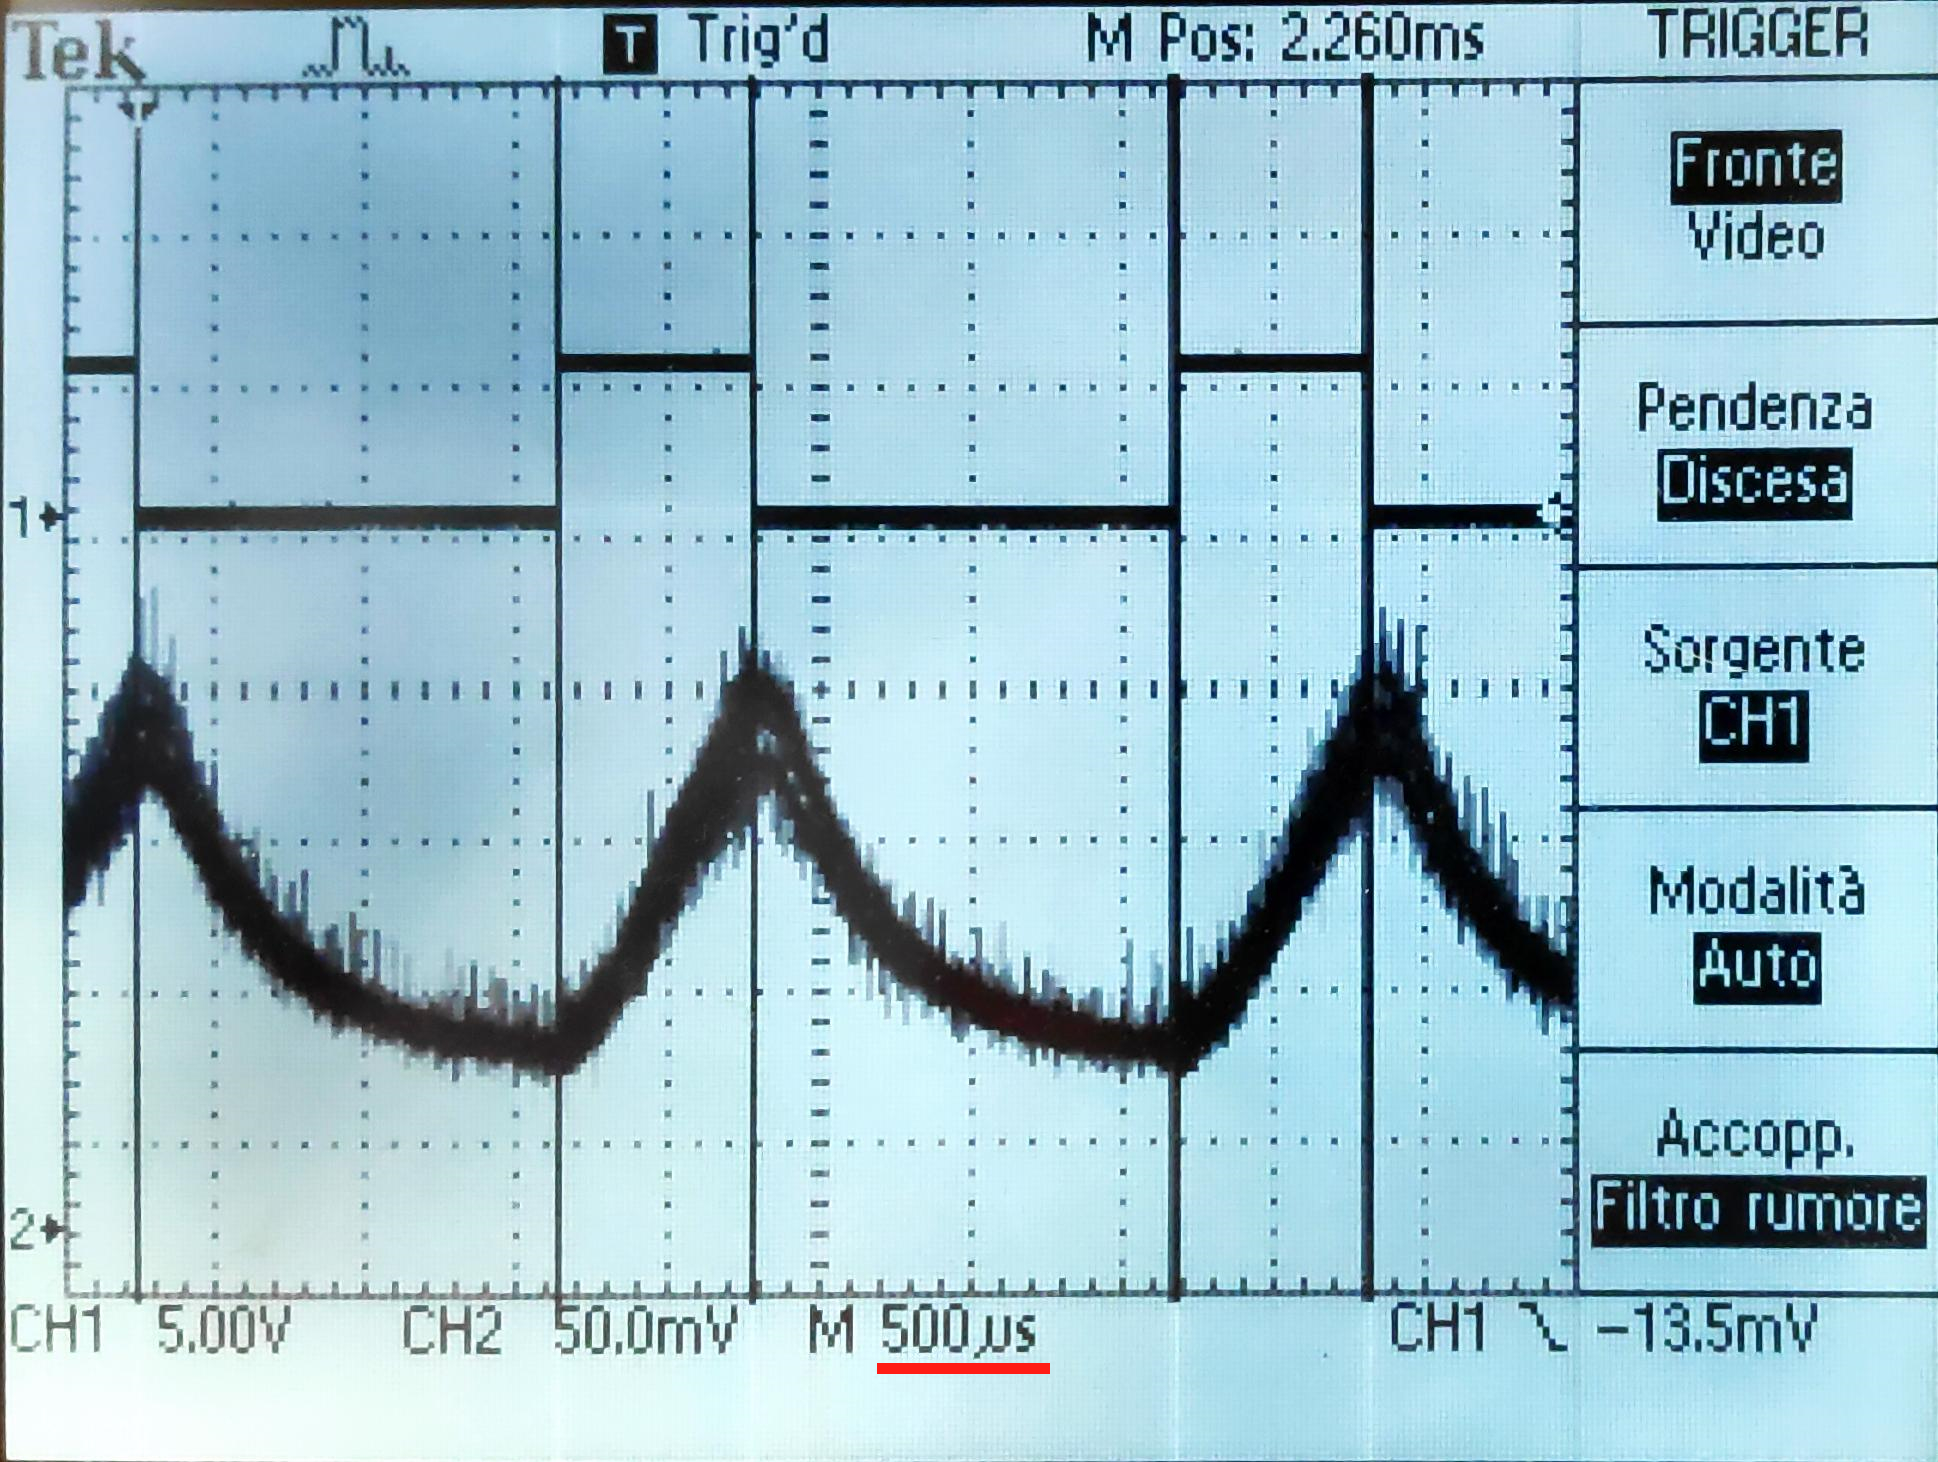 Tek T Trig'd M Pos: 2.260ms TRIGGER
Fronte
Video
Pendenza
Discesa
1
Sorgente
CH1
Modalità
Auto
Accopp.
Filtro rumore
2
CH1 5.00V CH2 50.0mV M 500µs CH1 -13.5mV